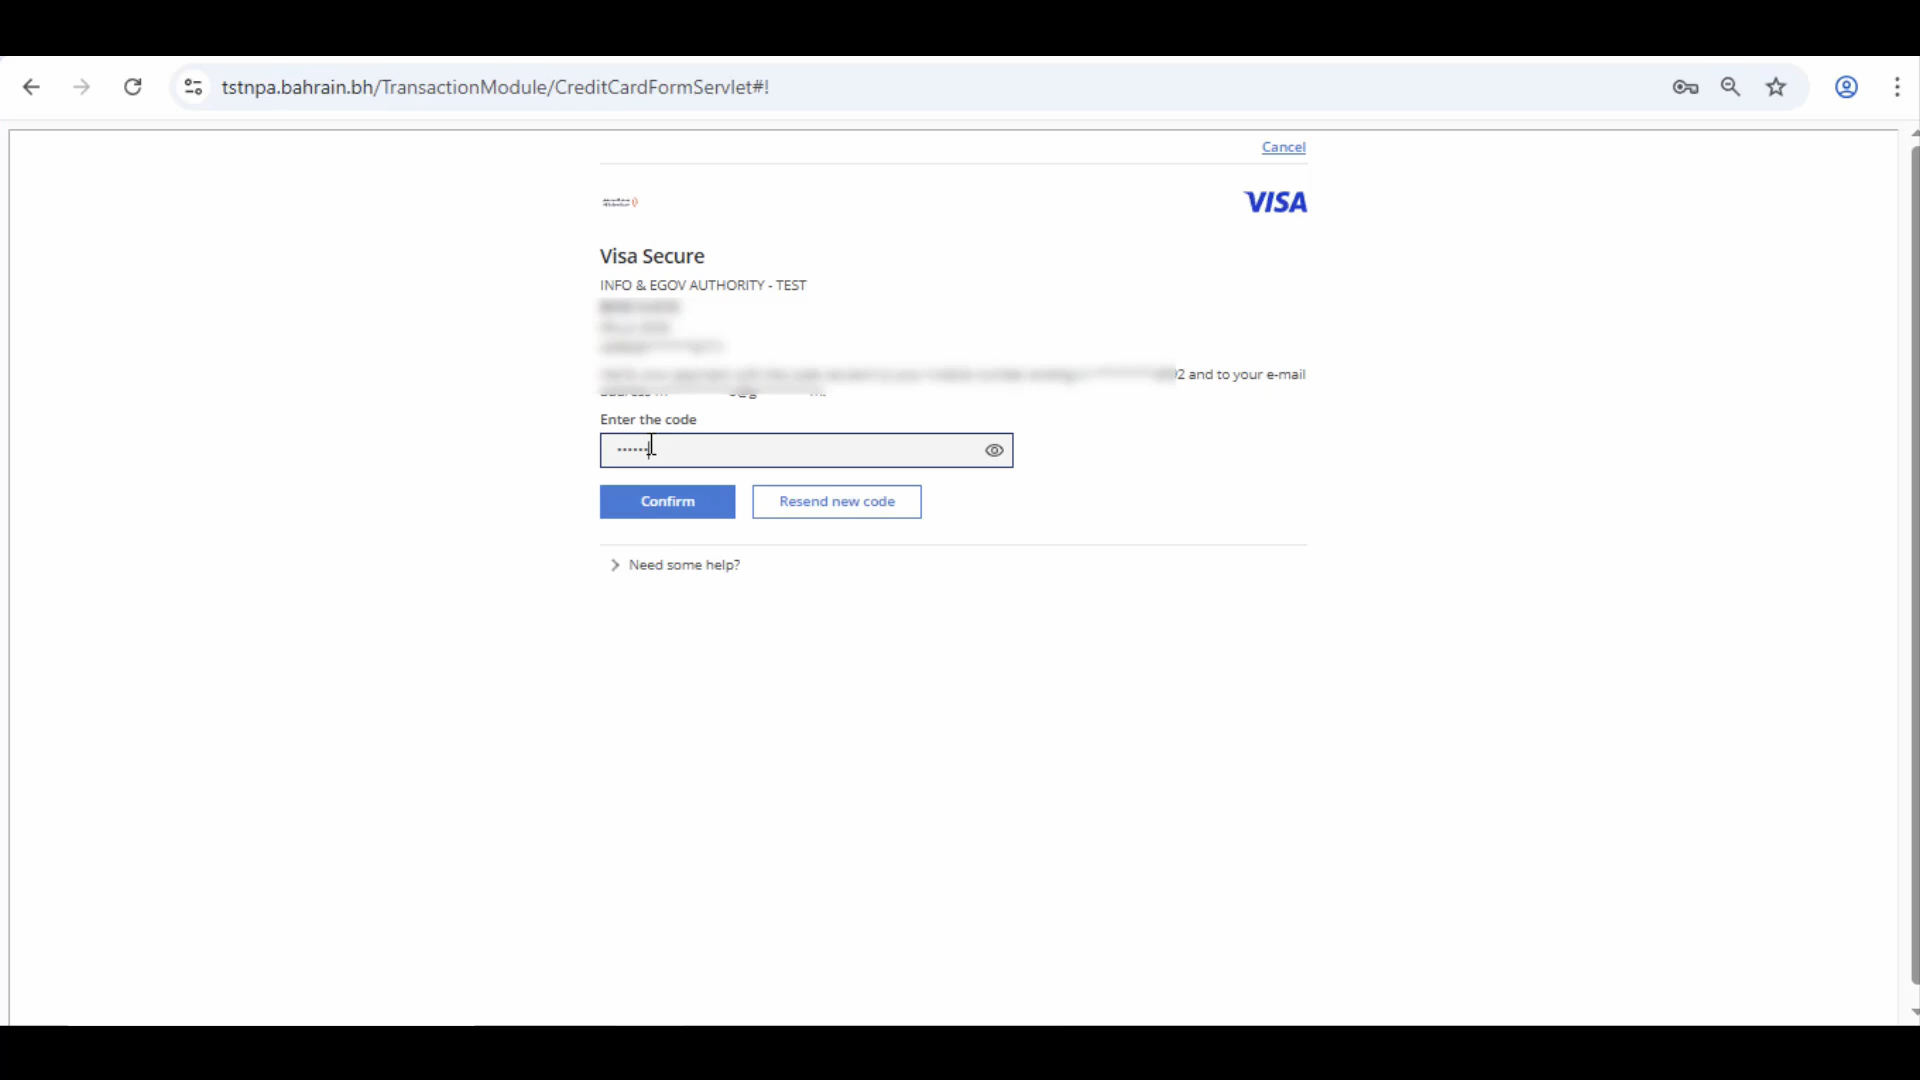 tstnpa.bahrain.bh/TransactionModule/CreditCardFormServlet#!
Cancel
VISA
Visa Secure
INFO & EGOV AUTHORITY - TEST
2 and to your e-mail
Enter the code
••••••
Confirm
Resend new code
Need some help?